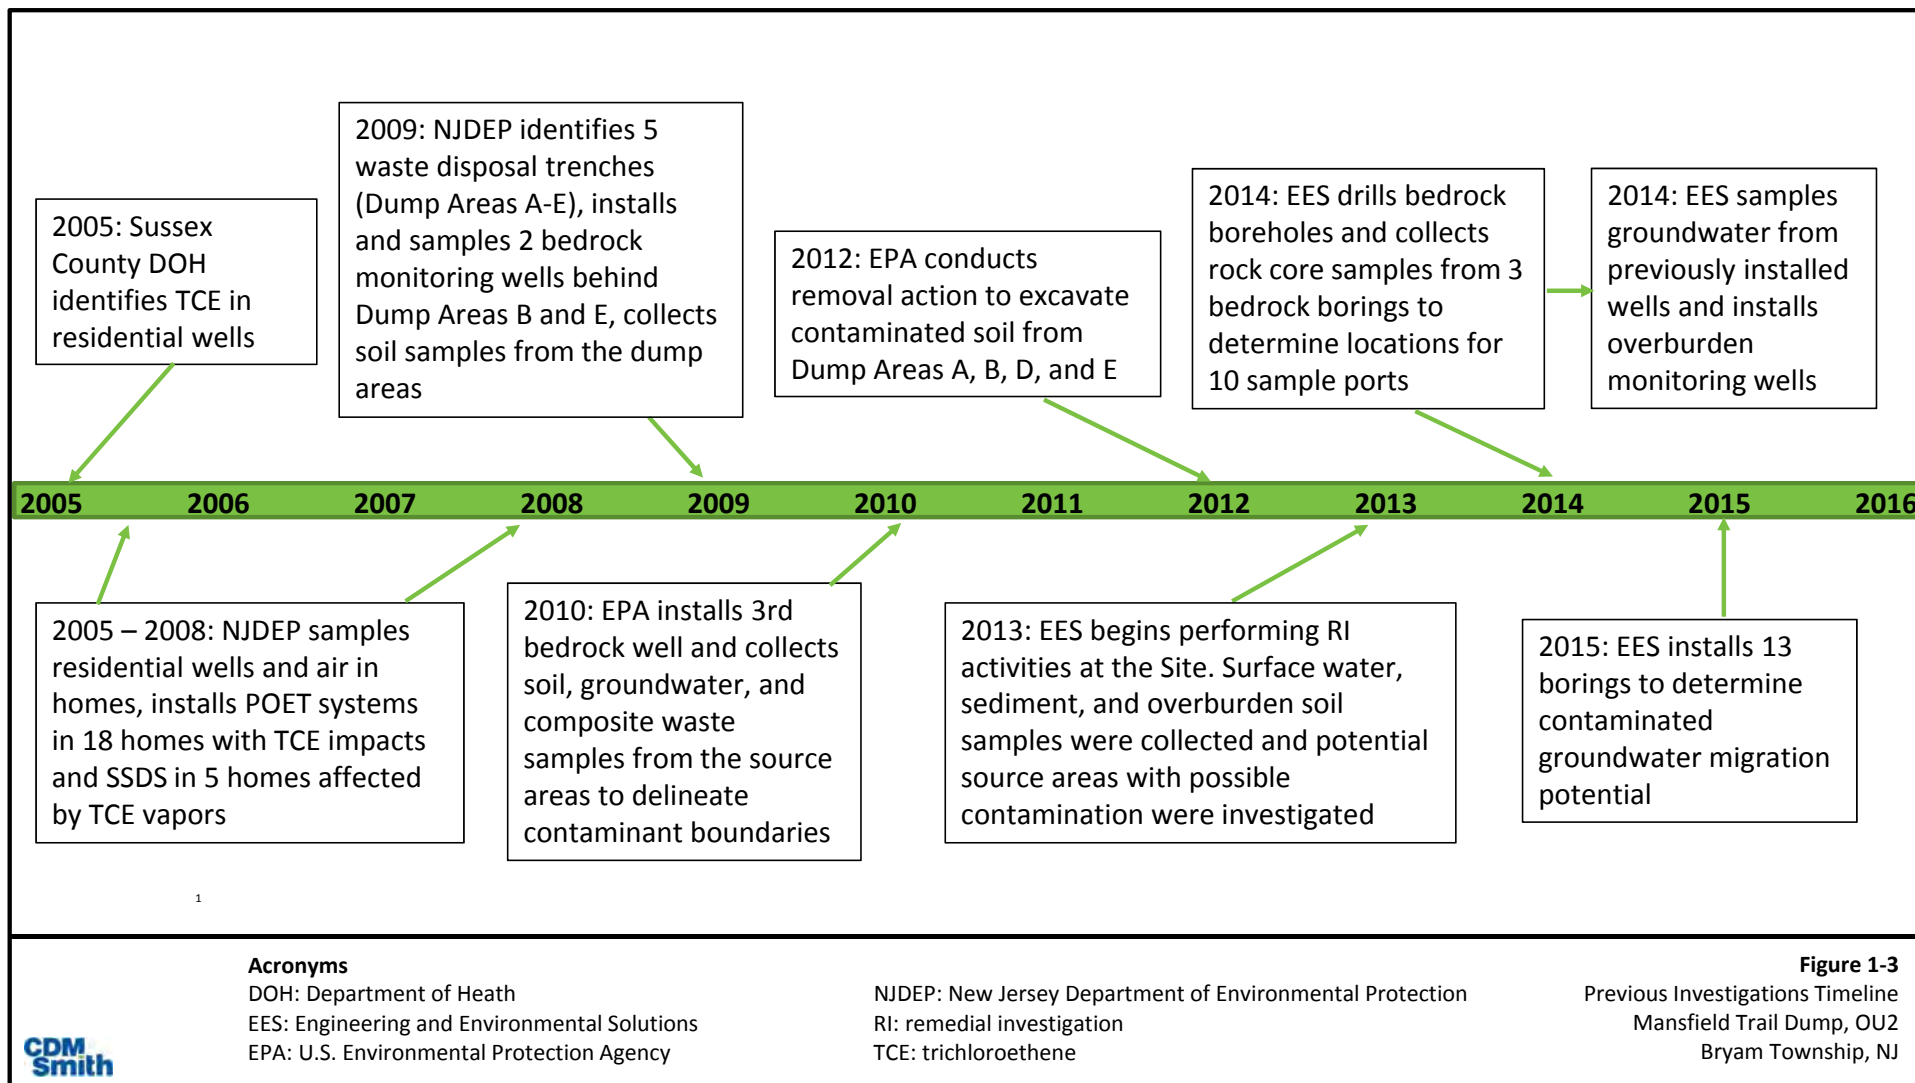 2005: Sussex
County DOH
identifies TCE in
residential wells
2009: NJDEP identifies 5
waste disposal trenches
(Dump Areas A-E), installs
and samples 2 bedrock
monitoring wells behind
Dump Areas B and E, collects
soil samples from the dump
areas
2012: EPA conducts
removal action to excavate
contaminated soil from
Dump Areas A, B, D, and E
2014: EES drills bedrock
boreholes and collects
rock core samples from 3
bedrock borings to
determine locations for
10 sample ports
2014: EES samples
groundwater from
previously installed
wells and installs
overburden
monitoring wells
2005 2006 2007 2008 2009 2010 2011 2012 2013 2014 2015 2016
2005 – 2008: NJDEP samples
residential wells and air in
homes, installs POET systems
in 18 homes with TCE impacts
and SSDS in 5 homes affected
by TCE vapors
2010: EPA installs 3rd
bedrock well and collects
soil, groundwater, and
composite waste
samples from the source
areas to delineate
contaminant boundaries
2013: EES begins performing RI
activities at the Site. Surface water,
sediment, and overburden soil
samples were collected and potential
source areas with possible
contamination were investigated
2015: EES installs 13
borings to determine
contaminated
groundwater migration
potential
1
Acronyms
DOH: Department of Heath
EES: Engineering and Environmental Solutions
EPA: U.S. Environmental Protection Agency
NJDEP: New Jersey Department of Environmental Protection
RI: remedial investigation
TCE: trichloroethene
Figure 1-3
Previous Investigations Timeline
Mansfield Trail Dump, OU2
Bryam Township, NJ
CDM
Smith